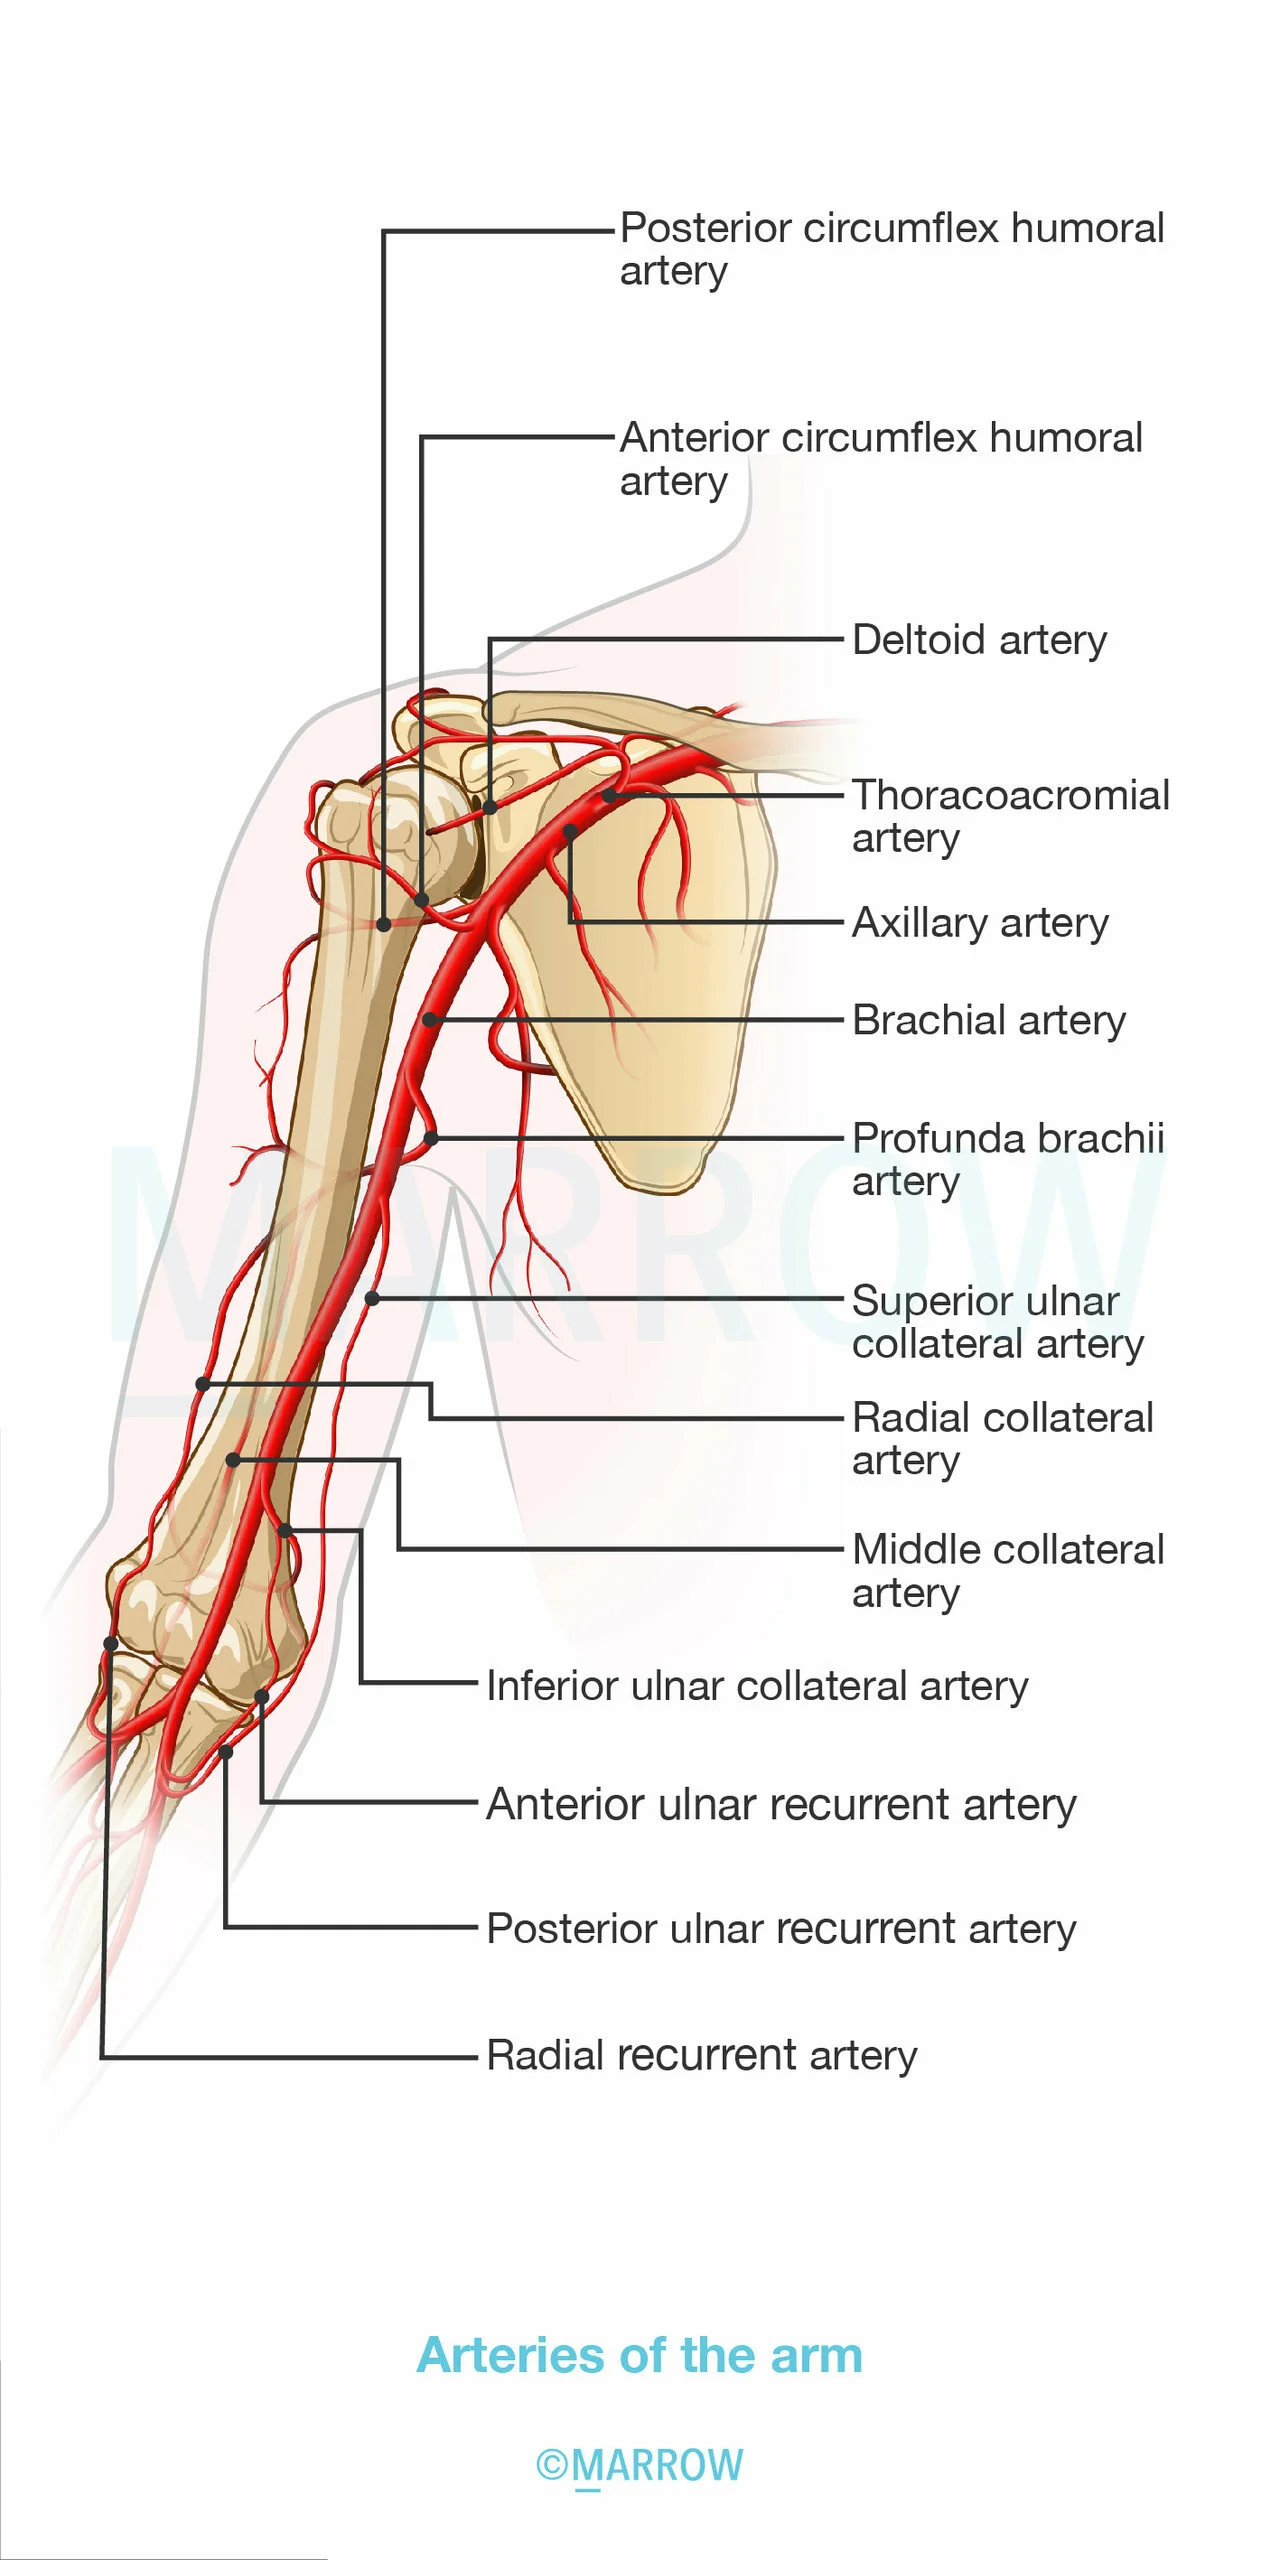 Posterior circumflex humoral
artery
Anterior circumflex humoral
artery
Deltoid artery
Thoracoacromial
artery
Axillary artery
Brachial artery
Profunda brachii
artery
Superior ulnar
collateral artery
Radial collateral
artery
Middle collateral
artery
Inferior ulnar collateral artery
Anterior ulnar recurrent artery
Posterior ulnar recurrent artery
Radial recurrent artery
MARROW
Arteries of the arm
©MARROW